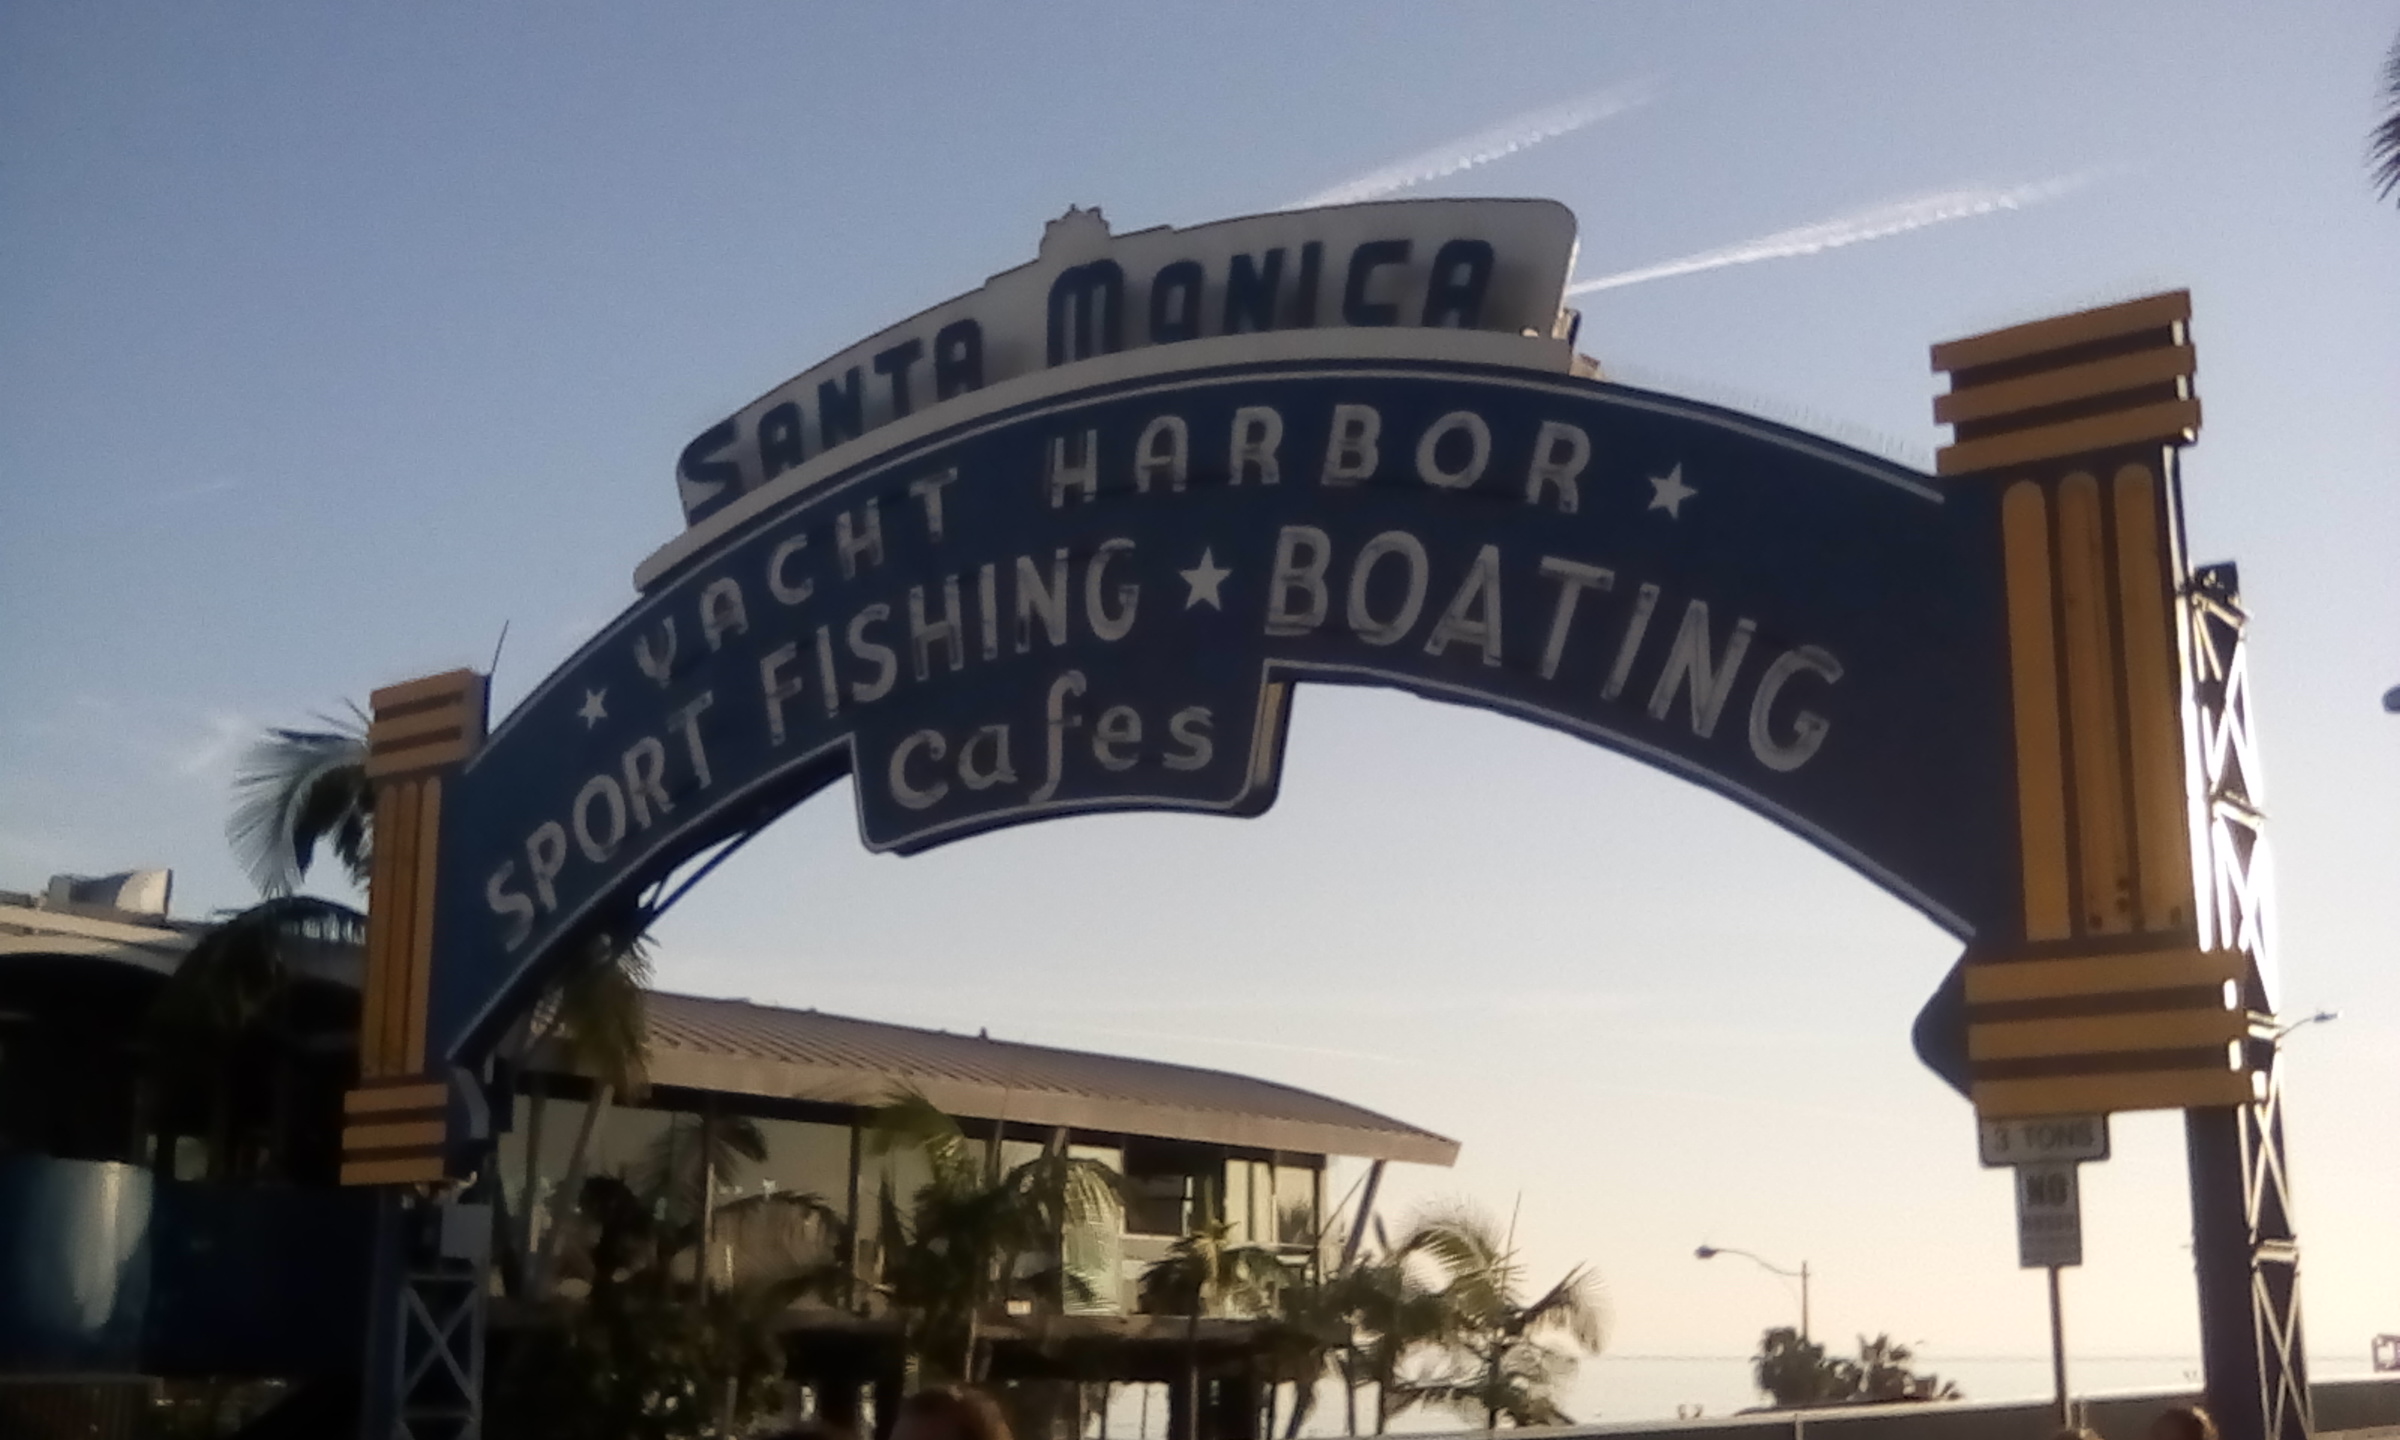 SANTA MONICA
★ YACHT HARBOR ★
SPORT FISHING ★ BOATING
cafes
3 TONS
NO